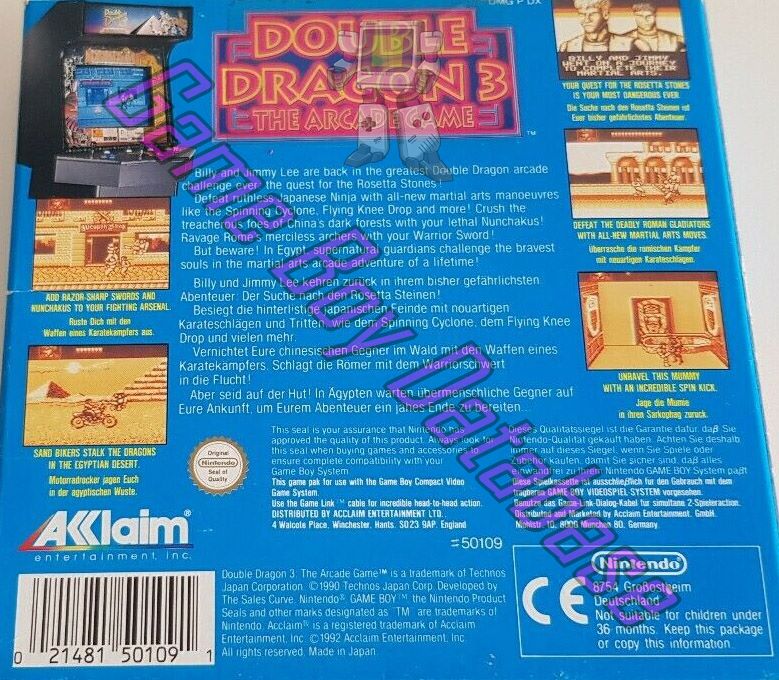 DMG P DX
DOUBLE
DRAGON 3
THE ARCADE GAME
TM
BILLY AND JIMMY
WENT ON A JOURNEY
TO COMPLETE THEIR
MARTIAL ARTS.
YOUR QUEST FOR THE ROSETTA STONES
IS YOUR MOST DANGEROUS EVER.
Die Suche nach den Rosetta Steinen ist
Euer bisher gefährlichstes Abenteuer.
Billy and Jimmy Lee are back in the greatest Double Dragon arcade
challenge ever the quest for the Rosetta Stones!
Defeat ruthless Japanese Ninja with all-new martial arts maneuvres
like the Spinning Cyclone, Flying Knee Drop and more! Crush the
treacherous foes of China's dark forests with your lethal Nunchakus!
Ravage Rome's merciless archers with your Warrior Sword!
But beware! In Egypt, supernatural guardians challenge the bravest
souls in the martial arts arcade adventure of a lifetime!
Billy und Jimmy Lee kehren zurück in ihrem bisher gefährlichsten
Abenteuer: Der Suche nach den Rosetta Steinen!
Besiegt die hinterlistigen japanischen Feinde mit neuartigen
Karateschlägen und Tritten, wie dem Spinning Cyclone, dem Flying Knee
Drop und vielen mehr.
Vernichtet Eure chinesischen Gegner im Wald mit den Waffen eines
Karatekämpfers. Schlagt die Römer mit dem Warriorschwert
in die Flucht!
Aber seid auf der Hut! In Ägypten warten übermenschliche Gegner auf
Eure Ankunft, um Eurem Abenteuer ein jähes Ende zu bereiten...
Weapon Shop
ADD RAZOR-SHARP SWORDS AND
NUNCHAKUS TO YOUR FIGHTING ARSENAL.
Rüste Dich mit den
Waffen eines Karatekämpfers aus.
SAND BIKERS STALK THE DRAGONS
IN THE EGYPTIAN DESERT.
Motorradrocker jagen Euch
in der ägyptischen Wüste.
DEFEAT THE DEADLY ROMAN GLADIATORS
WITH ALL-NEW MARTIAL ARTS MOVES.
Überrasche die römischen Kämpfer
mit neuartigen Karateschlägen.
UNRAVEL THIS MUMMY
WITH AN INCREDIBLE SPIN KICK.
Jage die Mumie
in ihren Sarkophag zurück.
Original
Nintendo
Seal of
Quality
This seal is your assurance that Nintendo has
approved the quality of this product. Always look for
this seal when buying games and accessories to
ensure complete compatibility with your
Game Boy System.
This game pak for use with the Game Boy Compact Video
Game System.
Use the Game Link™ cable for incredible head-to-head action.
DISTRIBUTED BY ACCLAIM ENTERTAINMENT LTD.
4 Walcote Place, Winchester, Hants. SO23 9AP, England
Dieses Qualitätssiegel ist die Garantie dafür, daß Sie
Nintendo-Qualität gekauft haben. Achten Sie deshalb
immer auf dieses Siegel, wenn Sie Spiele oder
Zubehör kaufen, damit Sie sicher sind, daß alles
einwandfrei zu Ihrem Nintendo GAME BOY System paßt
Diese Spielkassette ist ausschließlich für den Gebrauch mit dem
tragbaren GAME BOY VIDEOSPIEL SYSTEM vorgesehen.
Benutze das Game-Link-Dialog-Kabel für simultane 2-Spieleraction.
Distributed and Marketed by Acclaim Entertainment. GmbH.
10, 8000 München 80, Germany.
AKKlaim
entertainment, inc.
=50109
Double Dragon 3, The Arcade Game™ is a trademark of Technos
Japan Corporation. ©1990 Technos Japan Corp. Developed by
The Sales Curve. Nintendo®, GAME BOY™, the Nintendo Product
Seals and other marks designated as "TM" are trademarks of
Nintendo. Acclaim® is a registered trademark of Acclaim
Entertainment, Inc. ©1992 Acclaim Entertainment, Inc.
All rights reserved. Made in Japan.
0 21481 50109 1
CE
Nintendo
8754 Großostheim
Deutschland
Not suitable for children under
36 months. Keep this package
or copy this information.
Game Boy Database